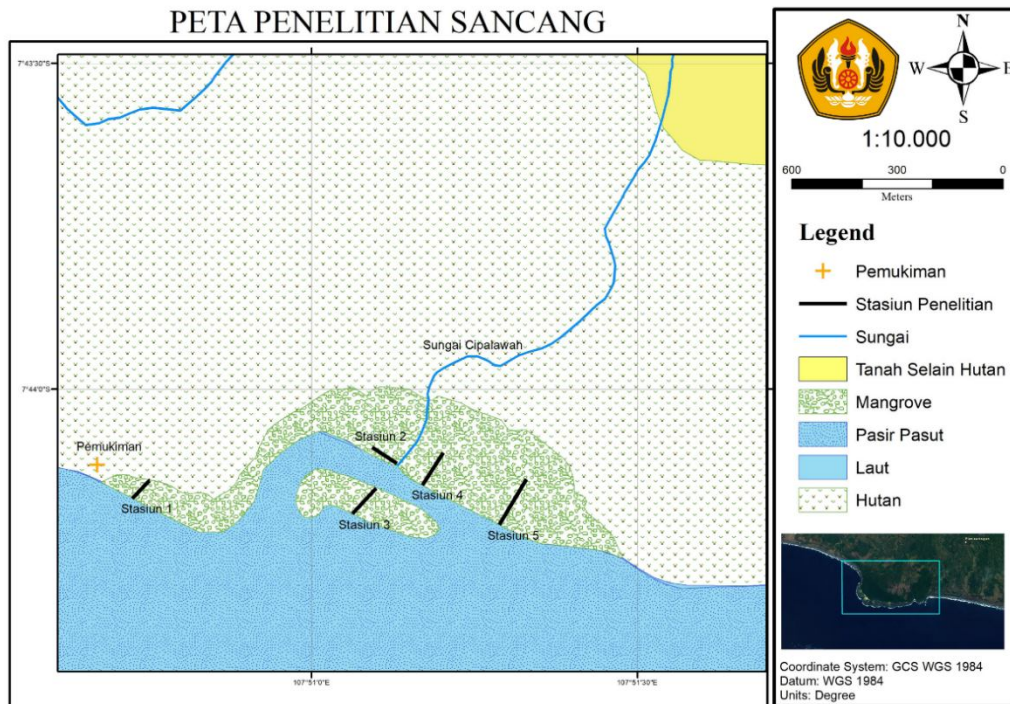 PETA PENELITIAN SANCANG
7°43'30"S
7°44'0"S
107°51'0"E
107°51'30"E
Sungai Cipalawah
Pemukiman
Stasiun 1
Stasiun 2
Stasiun 3
Stasiun 4
Stasiun 5
N
W E
S
1:10.000
600 300 0
Meters
Legend
Pemukiman
Stasiun Penelitian
Sungai
Tanah Selain Hutan
Mangrove
Pasir Pasut
Laut
Hutan
Coordinate System: GCS WGS 1984
Datum: WGS 1984
Units: Degree